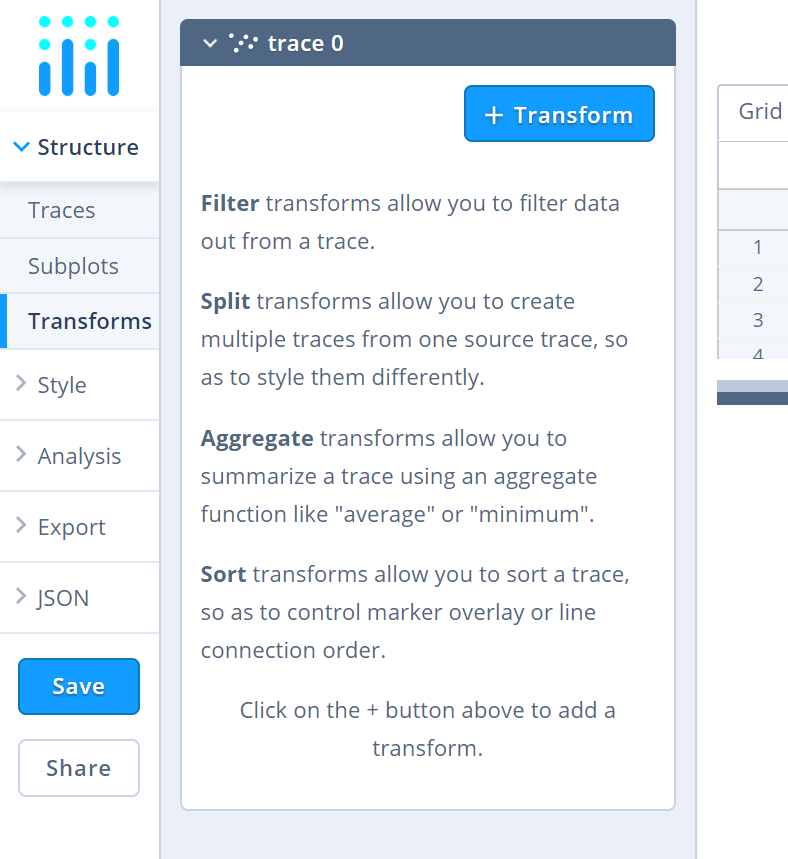 Structure
Traces
Subplots
Transforms
Style
Analysis
Export
JSON
Save
Share
trace 0
+ Transform
Filter transforms allow you to filter data
out from a trace.
Split transforms allow you to create
multiple traces from one source trace, so
as to style them differently.
Aggregate transforms allow you to
summarize a trace using an aggregate
function like "average" or "minimum".
Sort transforms allow you to sort a trace,
so as to control marker overlay or line
connection order.
Click on the + button above to add a
transform.
Grid
1
2
3
4